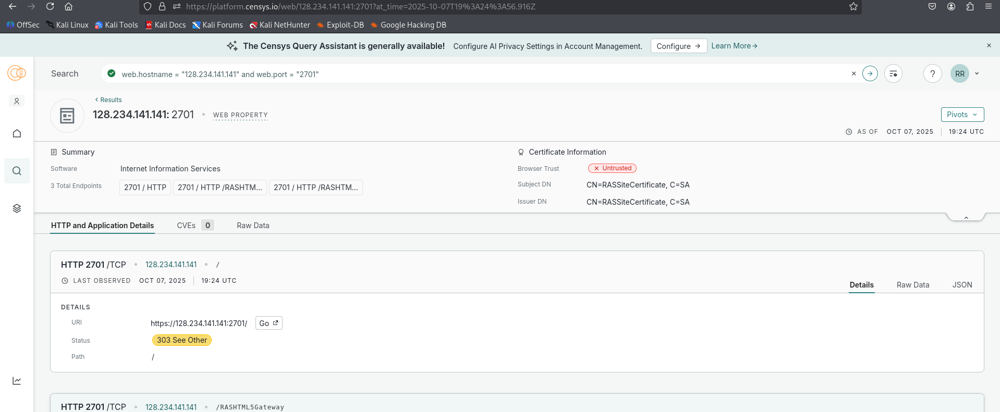 https://platform.censys.io/web/128.234.141.141:2701?at_time=2025-10-07T19%3A24%3A56.916Z
OffSec Kali Linux Kali Tools Kali Docs Kali Forums Kali NetHunter Exploit-DB Google Hacking DB
The Censys Query Assistant is generally available! Configure AI Privacy Settings in Account Management. Configure → Learn More→ ×
Search web.hostname = "128.234.141.141" and web.port = "2701" × ? RR
Results
128.234.141.141: 2701 • WEB PROPERTY
Pivots
AS OF OCT 07, 2025 19:24 UTC
Summary
Software Internet Information Services
3 Total Endpoints 2701 / HTTP 2701 / HTTP /RASHTM... 2701 / HTTP /RASHTM...
Certificate Information
Browser Trust × Untrusted
Subject DN CN=RASSiteCertificate, C=SA
Issuer DN CN=RASSiteCertificate, C=SA
HTTP and Application Details CVEs 0 Raw Data
HTTP 2701 /TCP • 128.234.141.141 • /
LAST OBSERVED OCT 07, 2025 19:24 UTC
Details Raw Data JSON
DETAILS
URI https://128.234.141.141:2701/ Go
Status 303 See Other
Path /
HTTP 2701 /TCP • 128.234.141.141 • /RASHTML5Gateway